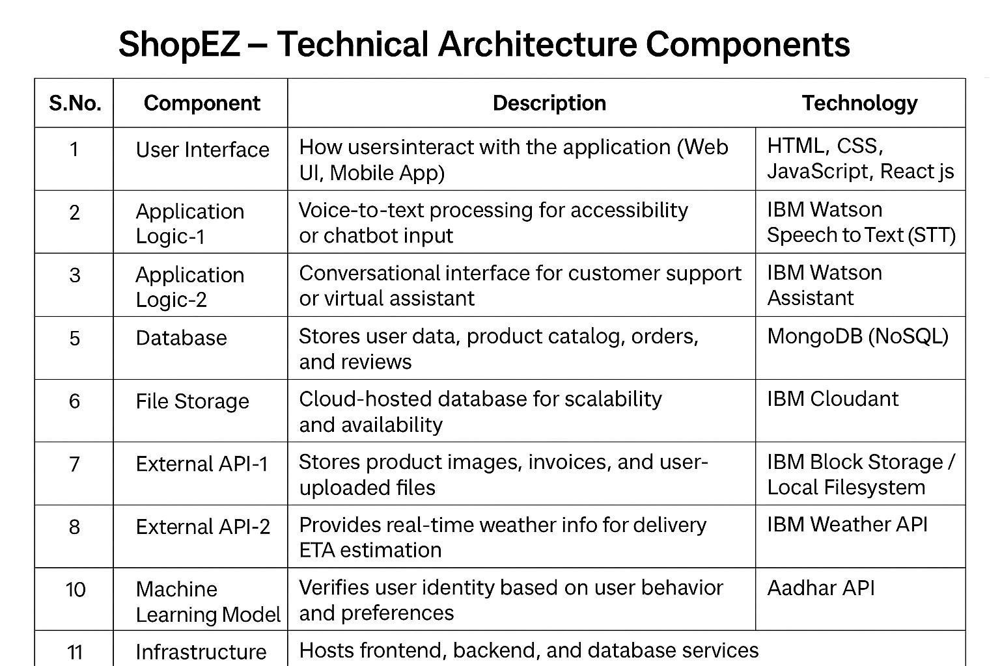 ShopEZ – Technical Architecture Components
S.No. Component Description Technology
1 User Interface How users interact with the application (Web UI, Mobile App) HTML, CSS, JavaScript, React js
2 Application Logic-1 Voice-to-text processing for accessibility or chatbot input IBM Watson Speech to Text (STT)
3 Application Logic-2 Conversational interface for customer support or virtual assistant IBM Watson Assistant
5 Database Stores user data, product catalog, orders, and reviews MongoDB (NoSQL)
6 File Storage Cloud-hosted database for scalability and availability IBM Cloudant
7 External API-1 Stores product images, invoices, and user-uploaded files IBM Block Storage / Local Filesystem
8 External API-2 Provides real-time weather info for delivery ETA estimation IBM Weather API
10 Machine Learning Model Verifies user identity based on user behavior and preferences Aadhar API
11 Infrastructure Hosts frontend, backend, and database services